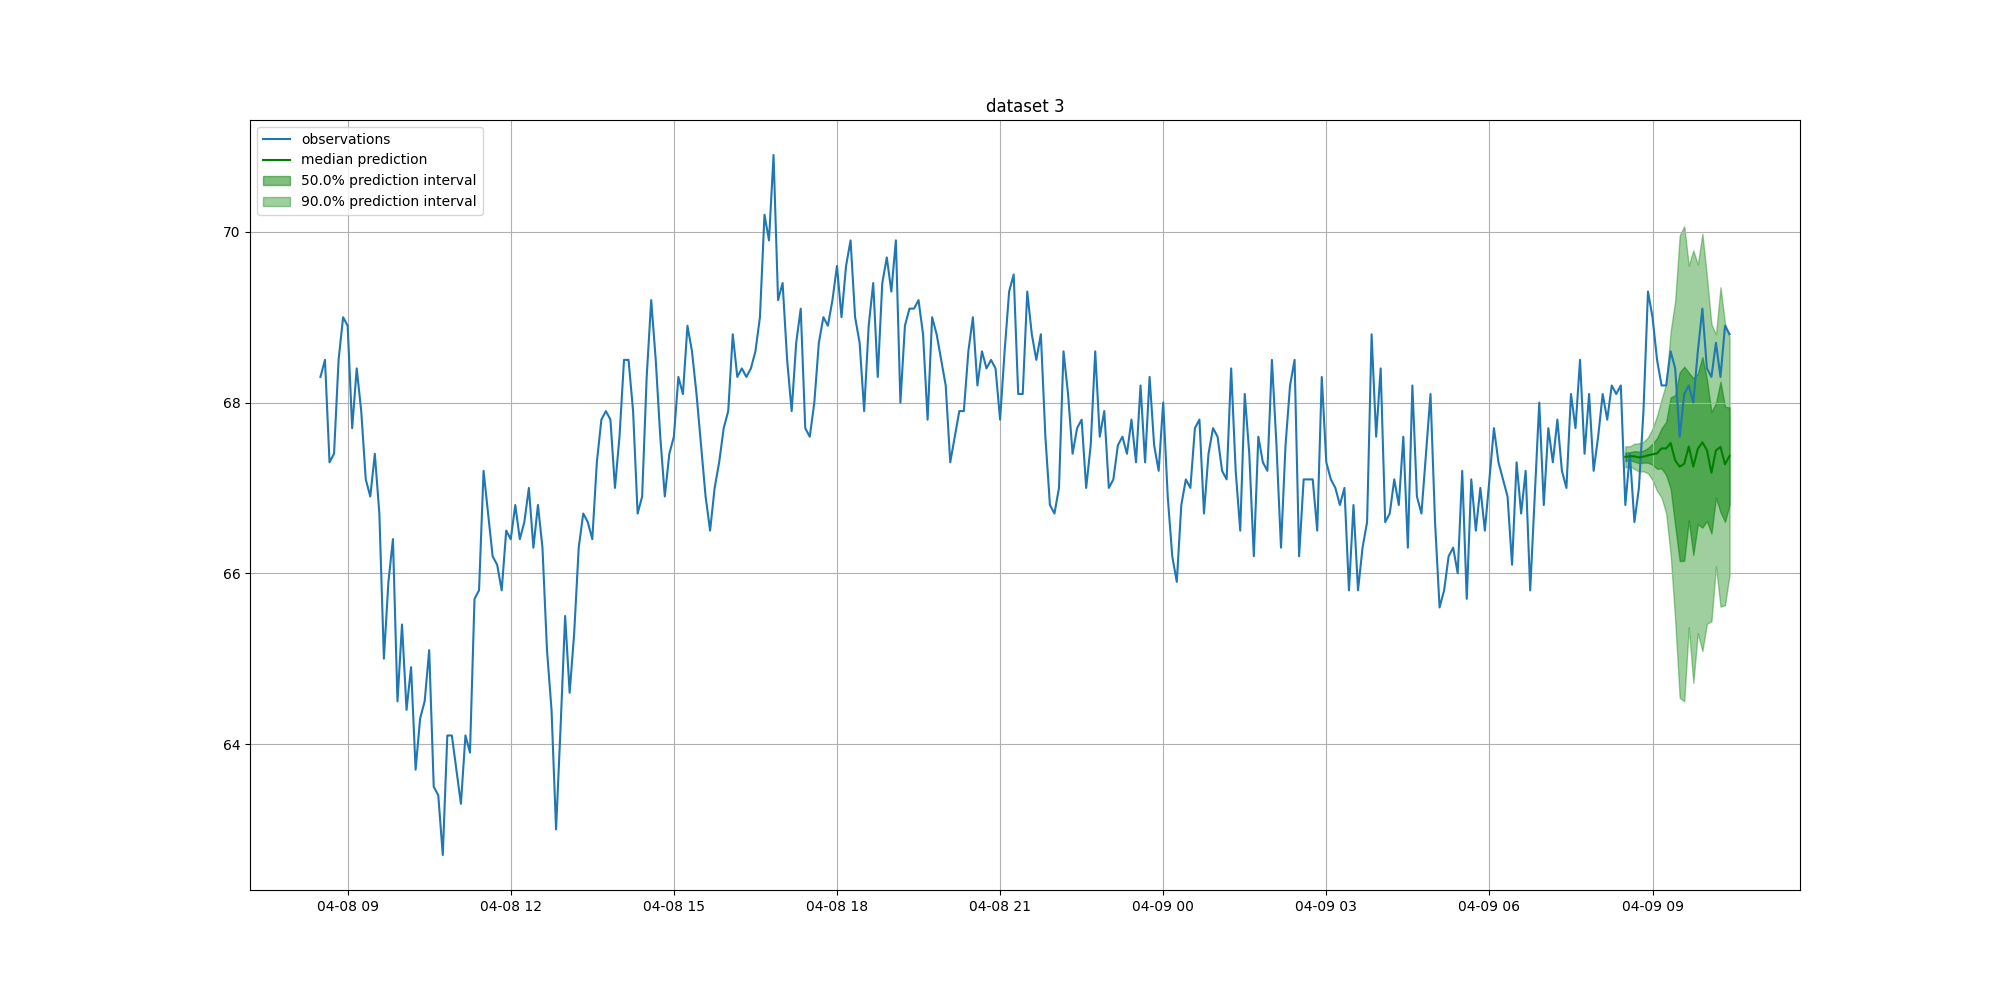 dataset 3
observations
median prediction
50.0% prediction interval
90.0% prediction interval
70
68
66
64
04-08 09
04-08 12
04-08 15
04-08 18
04-08 21
04-09 00
04-09 03
04-09 06
04-09 09